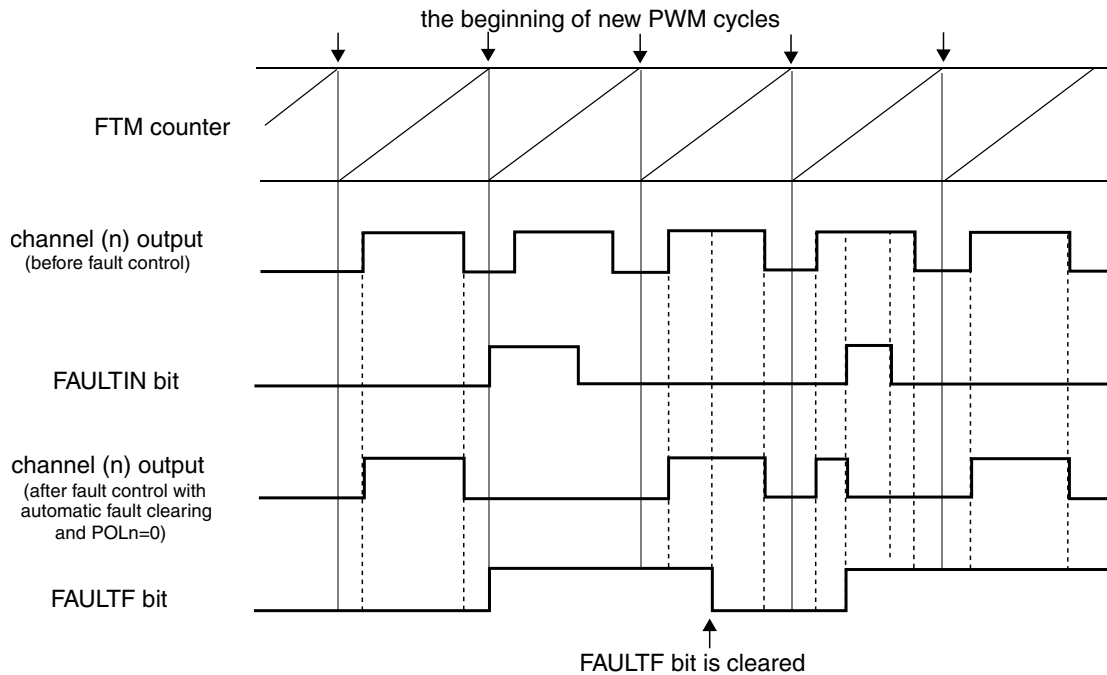 the beginning of new PWM cycles
FTM counter
channel (n) output
(before fault control)
FAULTIN bit
channel (n) output
(after fault control with
automatic fault clearing
and POLn=0)
FAULTF bit
FAULTF bit is cleared